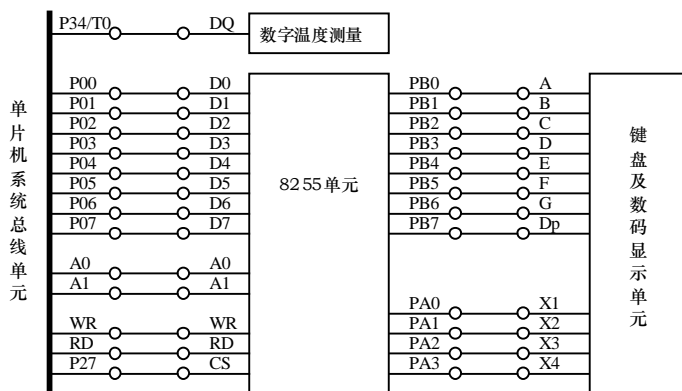 P34/T0 DQ 数字温度测量
单片机系统总线单元
P00 D0
P01 D1
P02 D2
P03 D3
P04 D4
P05 D5
P06 D6
P07 D7
A0 A0
A1 A1
WR WR
RD RD
P27 CS
8255单元
PB0 A
PB1 B
PB2 C
PB3 D
PB4 E
PB5 F
PB6 G
PB7 Dp
PA0 X1
PA1 X2
PA2 X3
PA3 X4
键盘及数码显示单元